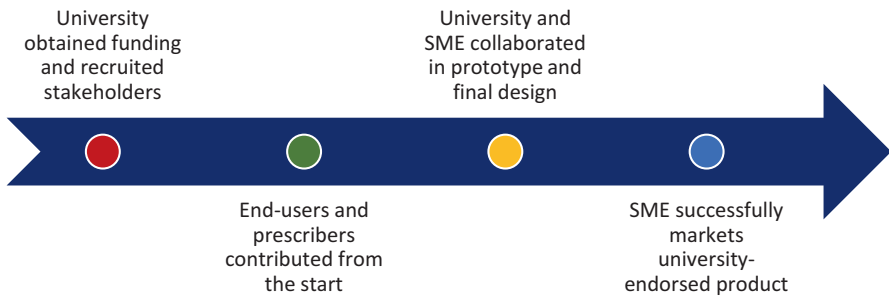 University
obtained funding
and recruited
stakeholders
End-users and
prescribers
contributed from
the start
University and
SME collaborated
in prototype and
final design
SME successfully
markets
university-
endorsed product